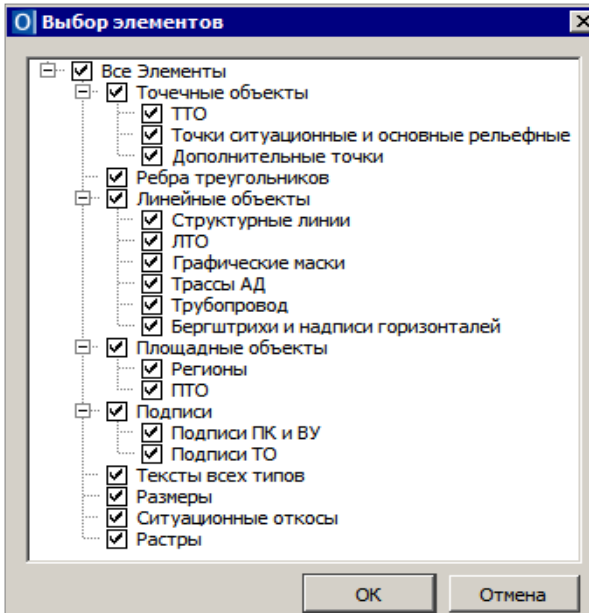 Выбор элементов
Все Элементы
Точечные объекты
ТТО
Точки ситуационные и основные рельефные
Дополнительные точки
Ребра треугольников
Линейные объекты
Структурные линии
ЛТО
Графические маски
Трассы АД
Трубопровод
Бергштрихи и надписи горизонталей
Площадные объекты
Регионы
ПТО
Подписи
Подписи ПК и ВУ
Подписи ТО
Тексты всех типов
Размеры
Ситуационные откосы
Растры
ОК Отмена